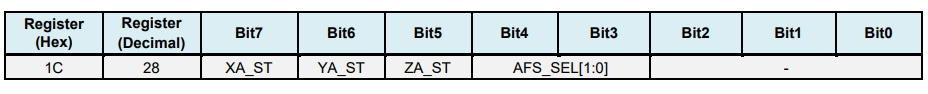 Register (Hex) Register (Decimal) Bit7 Bit6 Bit5 Bit4 Bit3 Bit2 Bit1 Bit0
1C 28 XA_ST YA_ST ZA_ST AFS_SEL[1:0] -